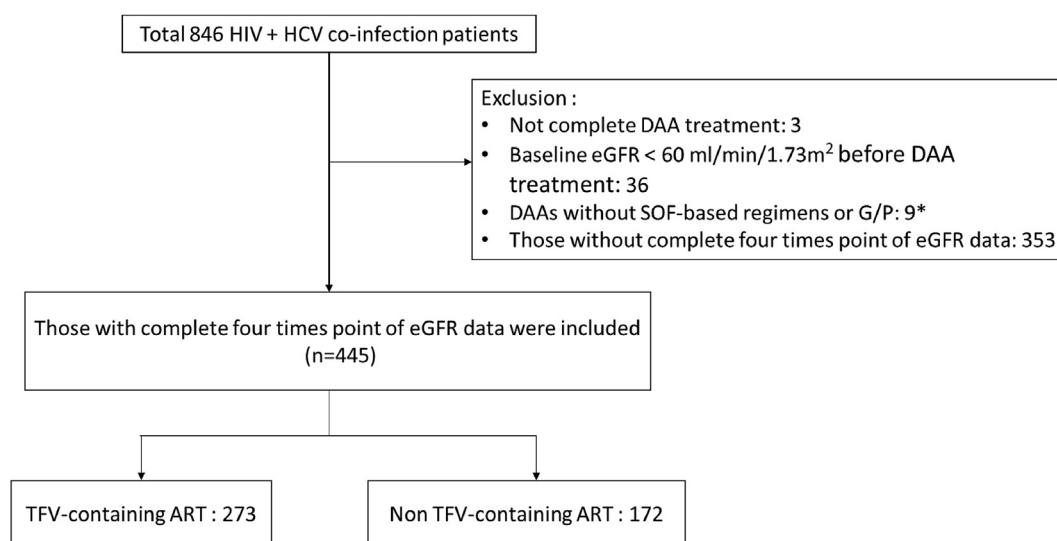 Total 846 HIV + HCV co-infection patients
Exclusion :
• Not complete DAA treatment: 3
• Baseline eGFR < 60 ml/min/1.73m² before DAA
treatment: 36
• DAAs without SOF-based regimens or G/P: 9*
• Those without complete four times point of eGFR data: 353
Those with complete four times point of eGFR data were included
(n=445)
TFV-containing ART : 273
Non TFV-containing ART : 172